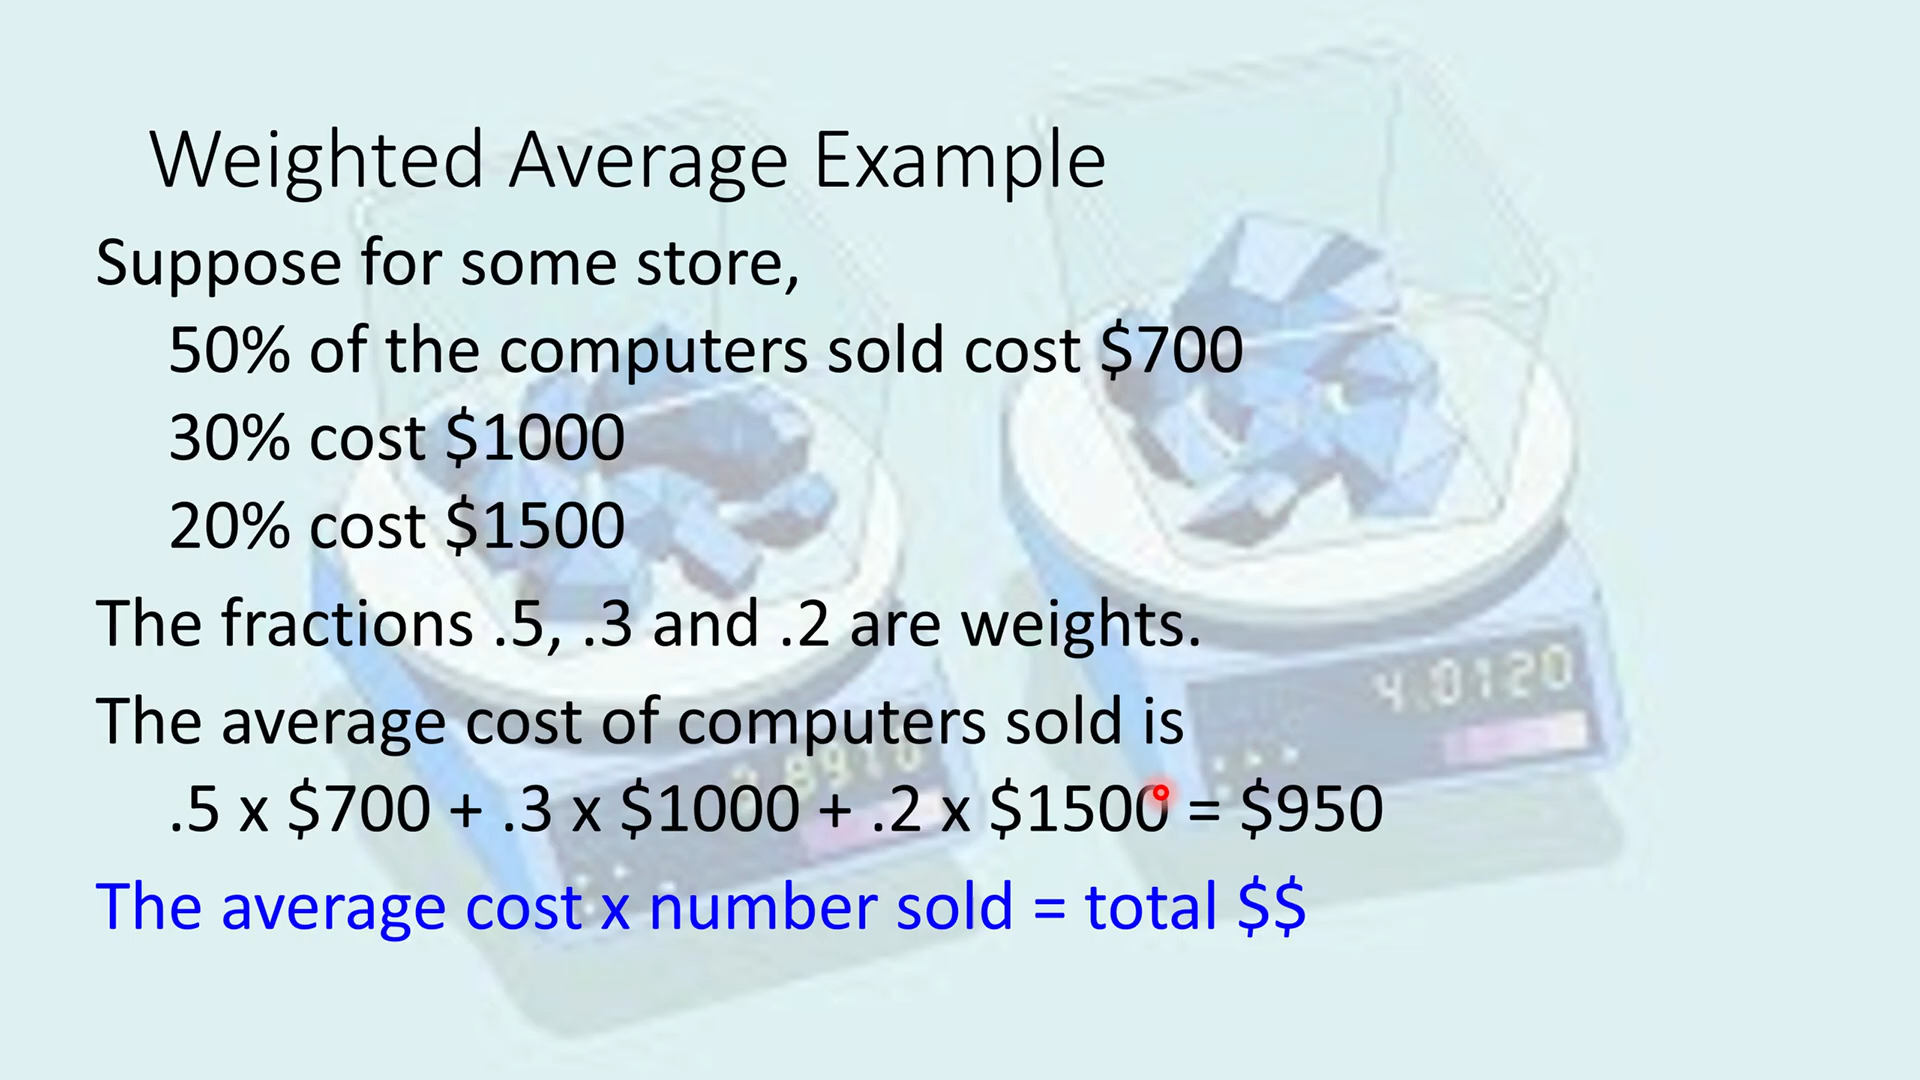 Weighted Average Example
Suppose for some store,
50% of the computers sold cost $700
30% cost $1000
20% cost $1500
The fractions .5, .3 and .2 are weights.
4.0120
The average cost of computers sold is
.5 x $700 + .3 x $1000 + .2 x $1500 = $950
The average cost x number sold = total $$